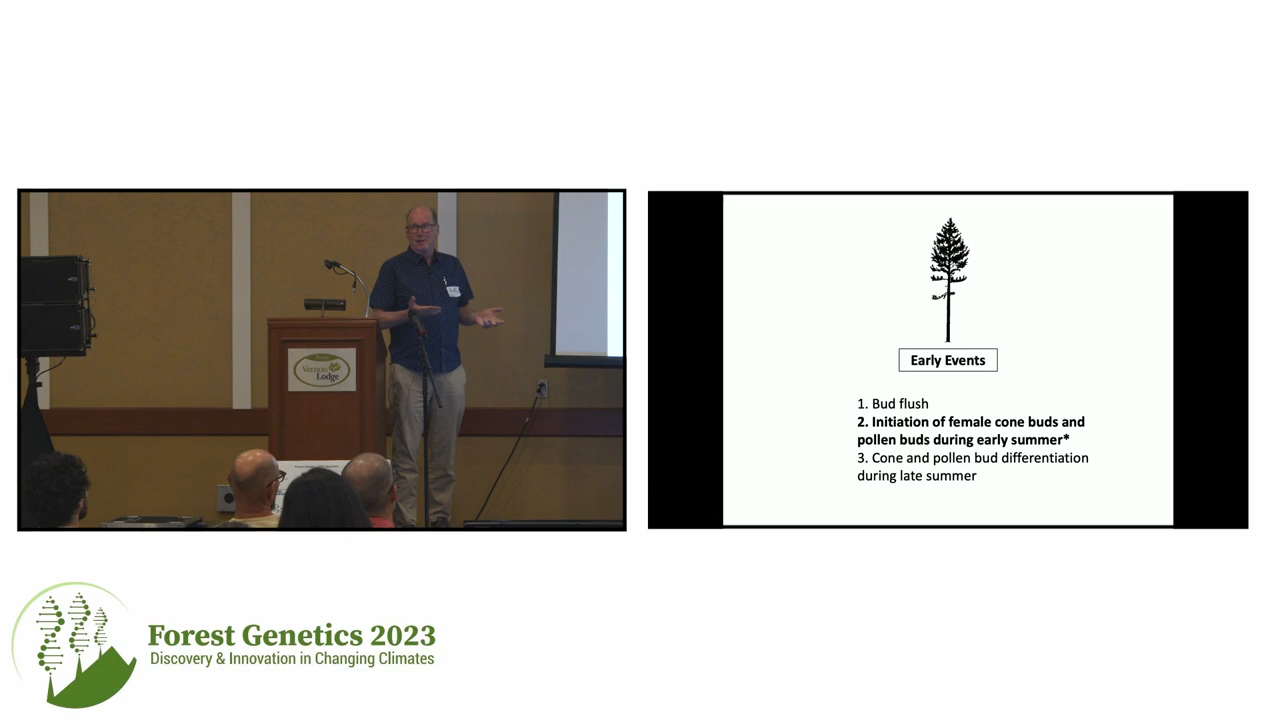 Vernon
Lodge
Early Events
1. Bud flush
2. Initiation of female cone buds and
pollen buds during early summer*
3. Cone and pollen bud differentiation
during late summer
Forest Genetics 2023
Discovery & Innovation in Changing Climates